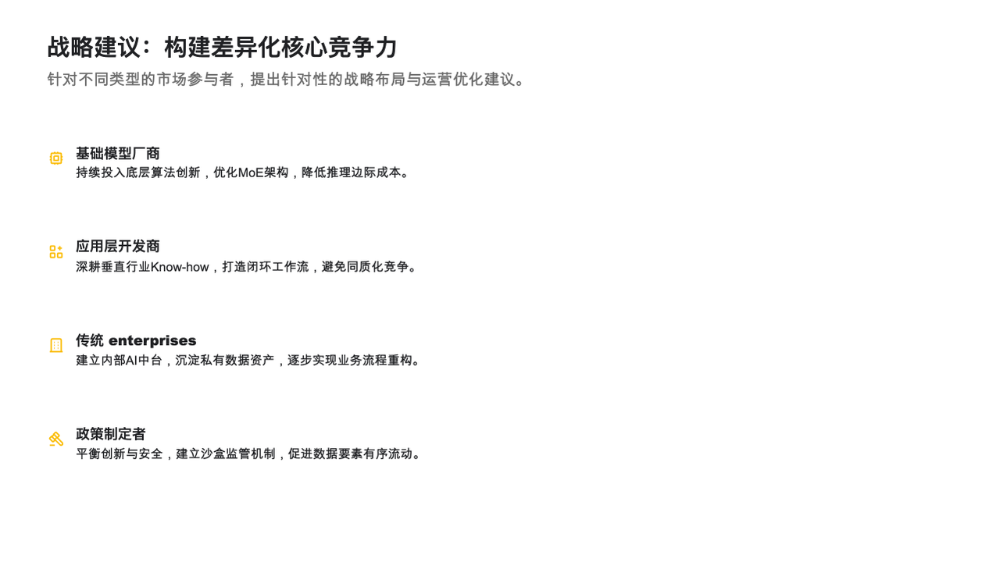 战略建议：构建差异化核心竞争力
针对不同类型的市场参与者，提出针对性的战略布局与运营优化建议。
基础模型厂商
持续投入底层算法创新，优化MoE架构，降低推理边际成本。
应用层开发商
深耕垂直行业Know-how，打造闭环工作流，避免同质化竞争。
传统 enterprises
建立内部AI中台，沉淀私有数据资产，逐步实现业务流程重构。
政策制定者
平衡创新与安全，建立沙盒监管机制，促进数据要素有序流动。